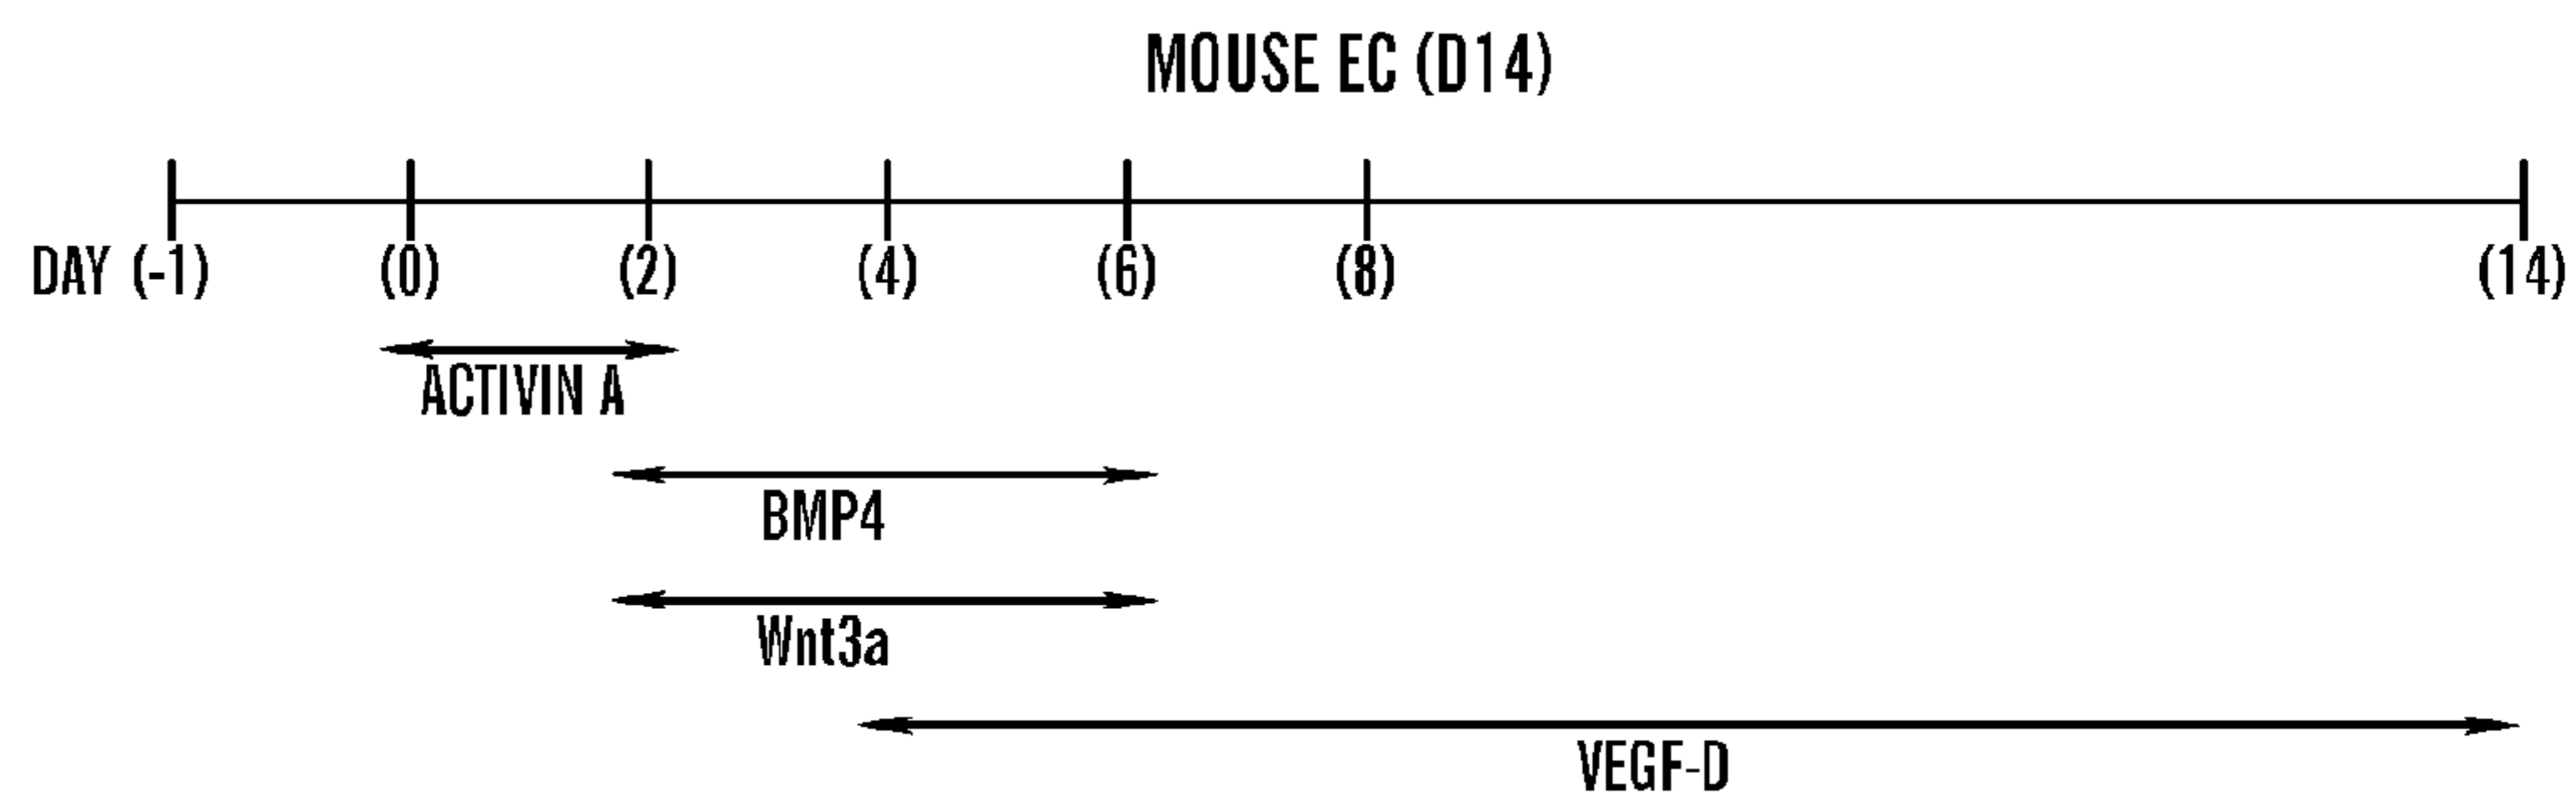 MOUSE EC (D14)
DAY (-1) (0) (2) (4) (6) (8) (14)
ACTIVIN A
BMP4
Wnt3a
VEGF-D